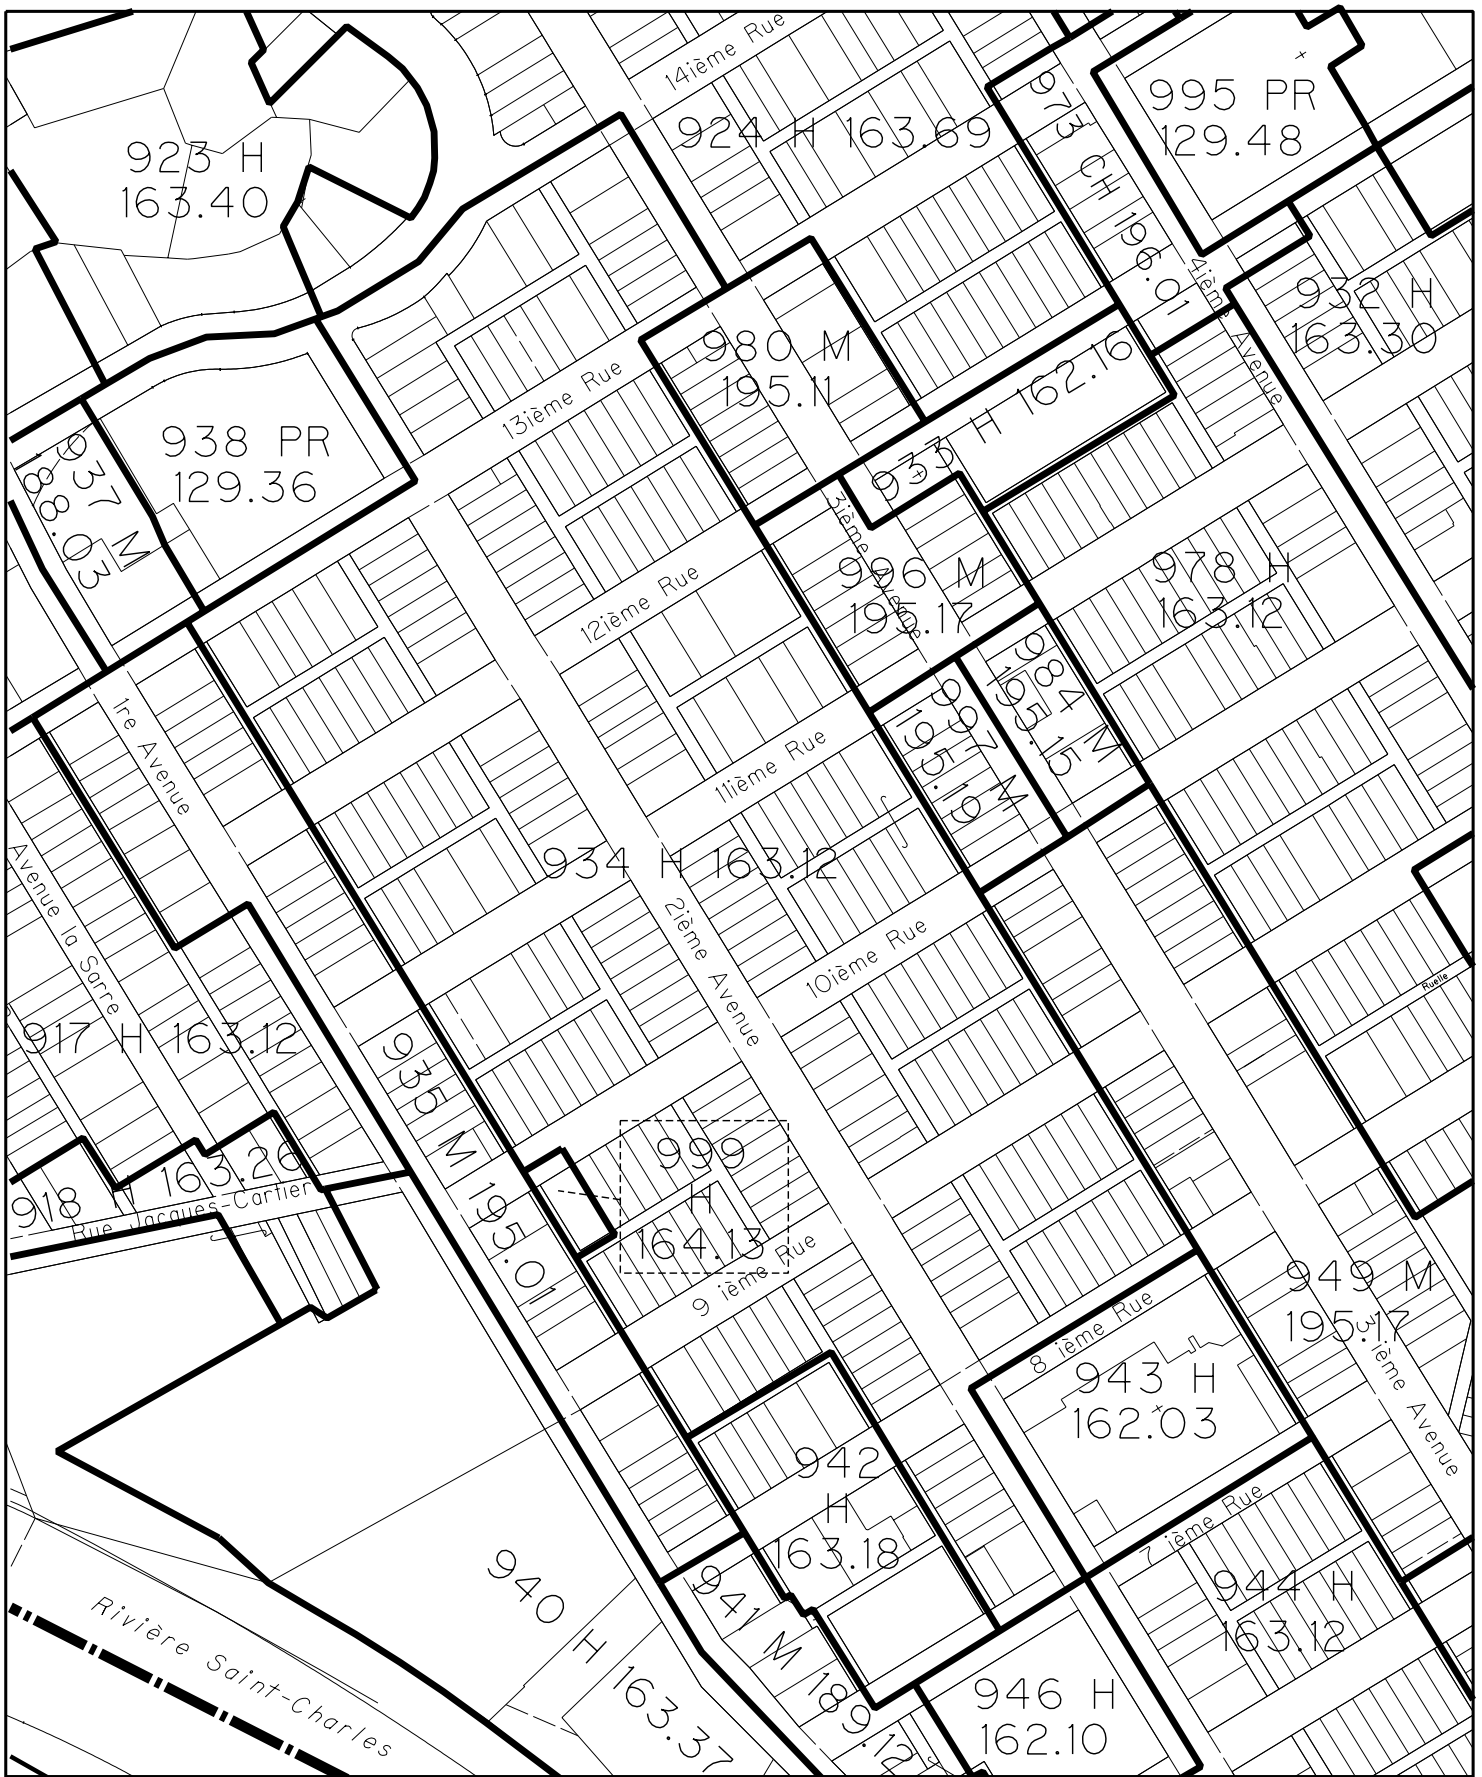 14ième Rue
995 PR
129.48
924 H 163.69
923 H
163.40
973 CH 196.01
4ième Avenue
932 H
163.30
980 M
195.11
933 H 162.16
13ième Rue
938 PR
129.36
937 M
188.03
3ième Avenue
996 M
195.17
978 H
163.12
12ième Rue
984 M
195.15
997 M
195.19
1re Avenue
11ième Rue
Avenue la Sarre
934 H 163.12
2ième Avenue
10ième Rue
Ruelle
917 H 163.12
935 M 195.01
999
H
164.13
918 H 163.26
Rue Jacques-Cartier
9 ième Rue
949 M
195.17
8 ième Rue
3 ième Avenue
943 H
162.03
942
H
163.18
7 ième Rue
940 H 163.37
941 M 189.12
944 H
163.12
Rivière Saint-Charles
946 H
162.10